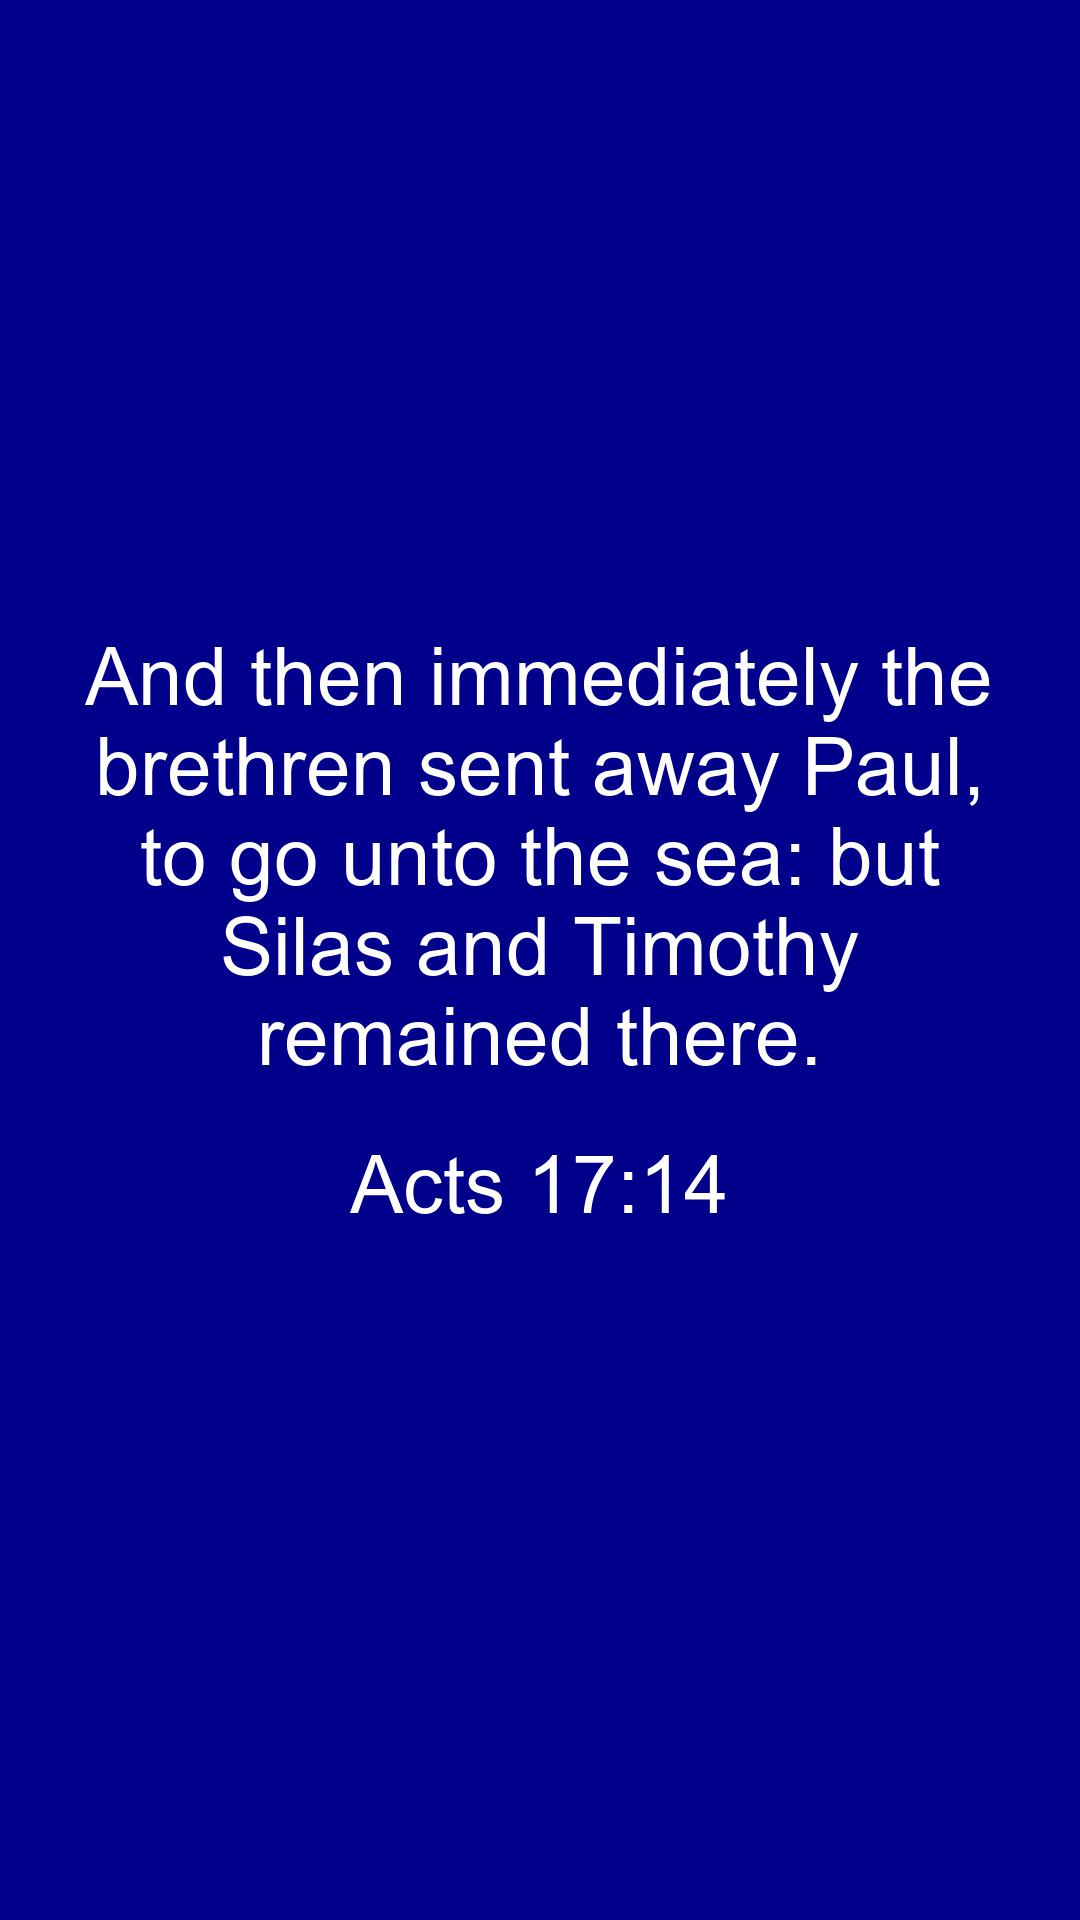 And then immediately the
brethren sent away Paul,
to go unto the sea: but
Silas and Timothy
remained there.
Acts 17:14